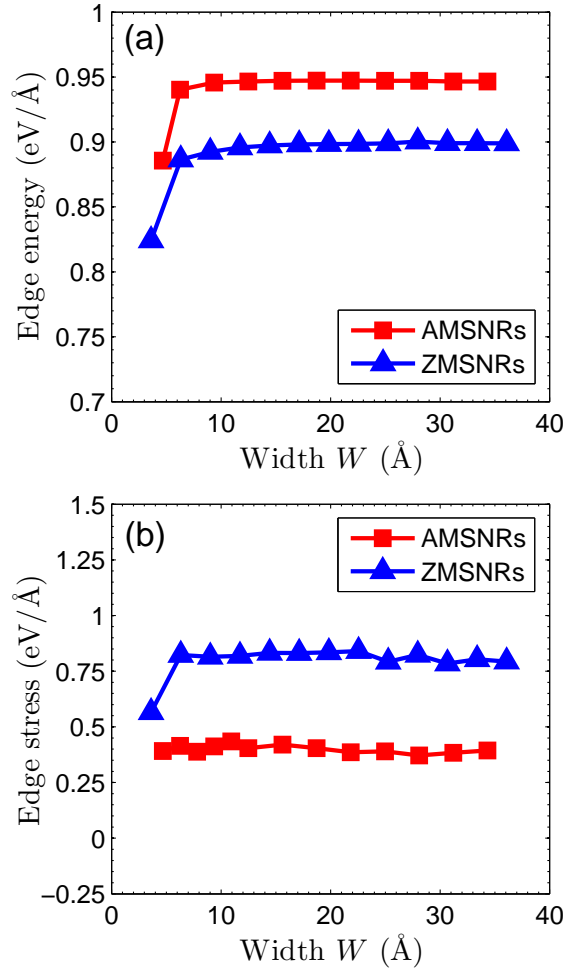 (a)
1
0.95
0.9
0.85
0.8
0.75
0.7
Edge energy (eV/Å)
AMSNRs
ZMSNRs
0 10 20 30 40
Width W (Å)
(b)
1.5
1.25
1
0.75
0.5
0.25
0
−0.25
Edge stress (eV/Å)
AMSNRs
ZMSNRs
0 10 20 30 40
Width W (Å)